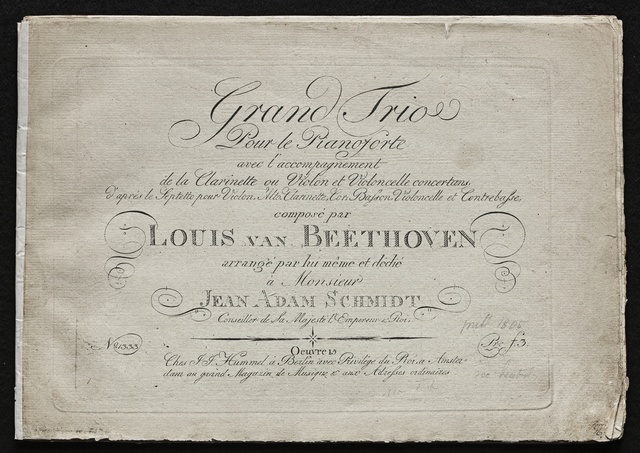 Grand Trio
Pour le Pianoforte
avec l'accompagnement
de la Clarinette ou Violon et Violoncelle concertans,
d'après le Septetto pour Violon, Alto, Clarinette, Cor, Basson, Violoncelle et Contrebasse,
composé par
LOUIS VAN BEETHOVEN
arrangé par lui même et dédié
à Monsieur
JEAN ADAM SCHMIDT
Conseiller de Sa Majesté l'Empereur & Roi.
1805
Oeuvre
No. 1333
f. 3.
Chez J. J. Hummel, à Berlin avec Privilège du Roi, a Amster-
dam au grand Magazin de Musique & aux Adresses ordinaires